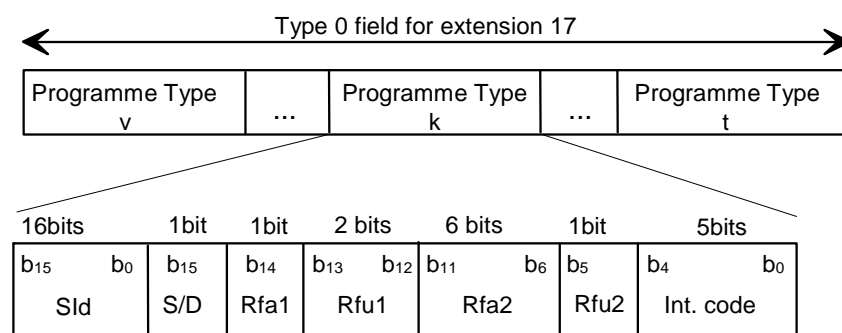 Type 0 field for extension 17
Programme Type v
...
Programme Type k
...
Programme Type t
16bits 1bit 1bit 2 bits 6 bits 1bit 5bits
b15 b0 b15 b14 b13 b12 b11 b6 b5 b4 b0
SId S/D Rfa1 Rfu1 Rfa2 Rfu2 Int. code